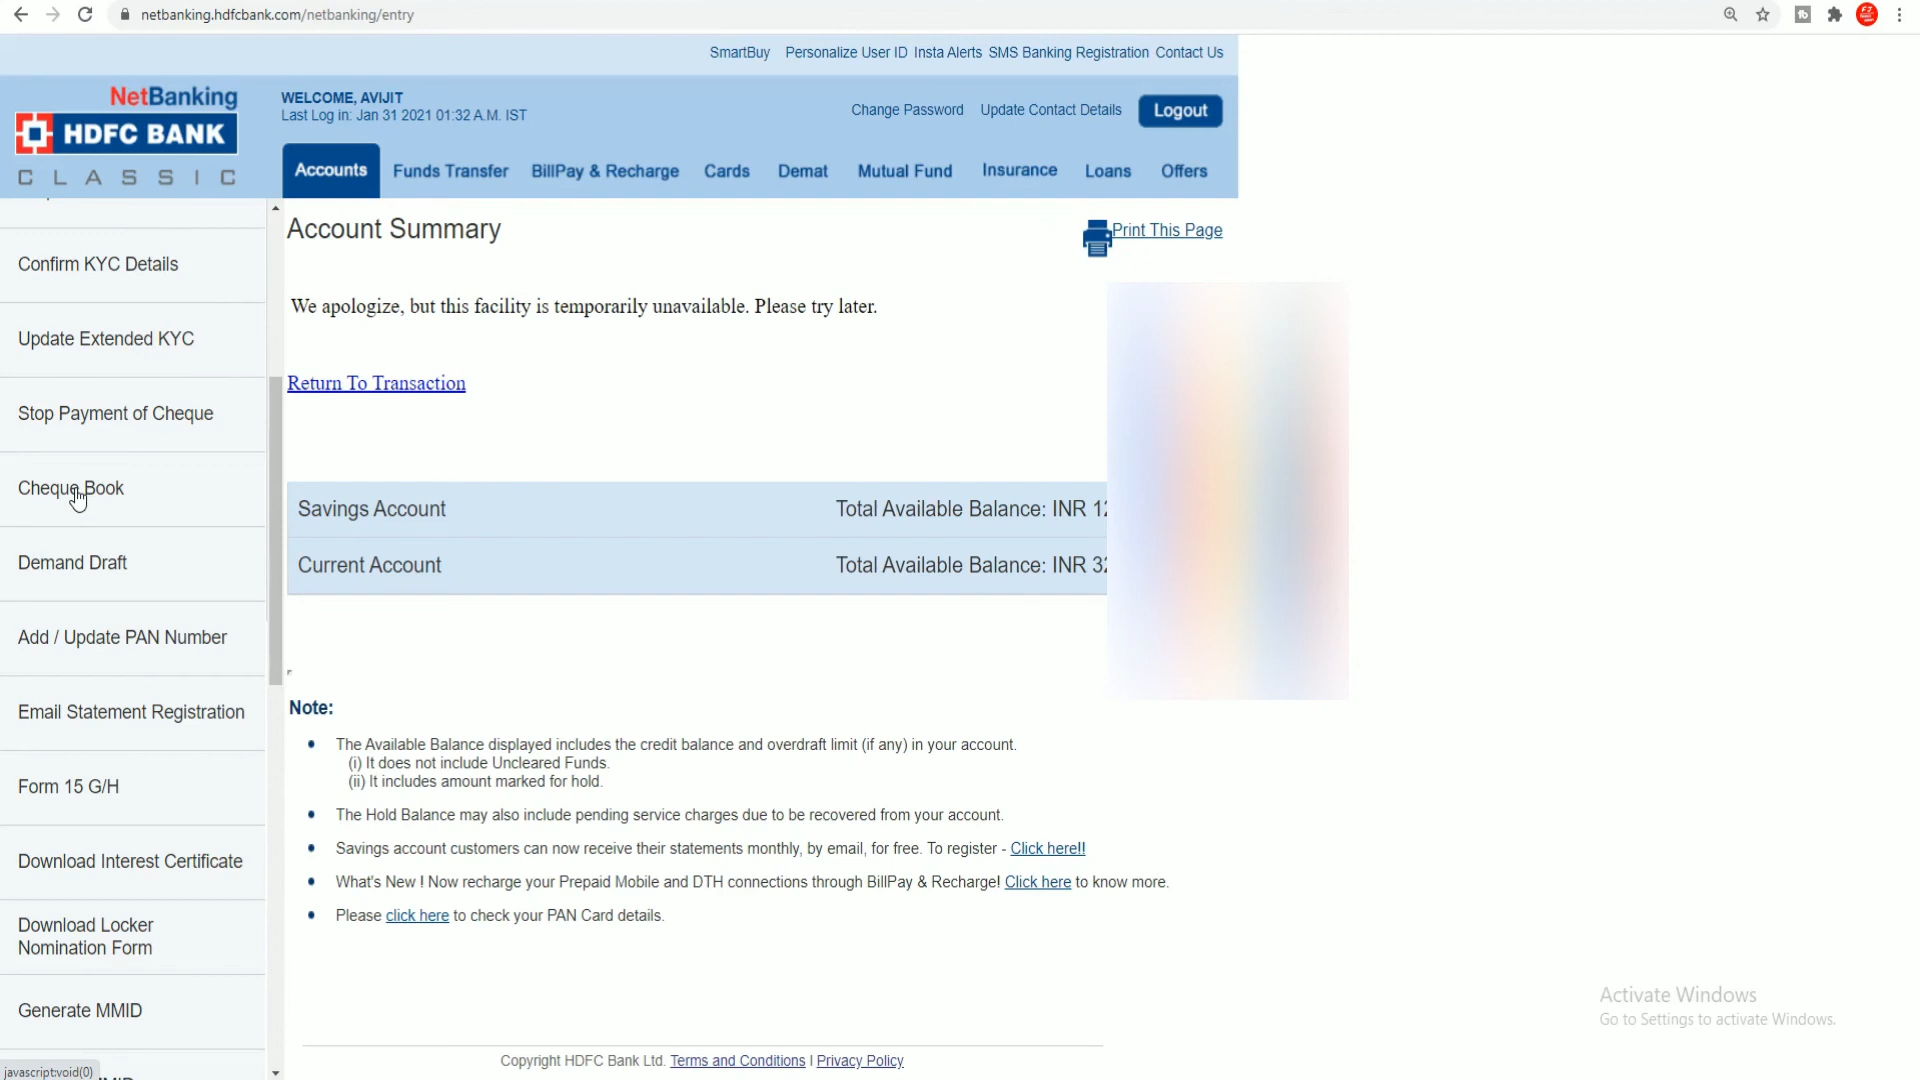 netbanking.hdfcbank.com/netbanking/entry
SmartBuy Personalize User ID Insta Alerts SMS Banking Registration Contact Us
NetBanking
HDFC BANK
CLASSIC
WELCOME, AVIJIT
Last Log in: Jan 31 2021 01:32 A.M. IST
Change Password Update Contact Details Logout
Accounts Funds Transfer BillPay & Recharge Cards Demat Mutual Fund Insurance Loans Offers
Confirm KYC Details
Update Extended KYC
Stop Payment of Cheque
Cheque Book
Demand Draft
Add / Update PAN Number
Email Statement Registration
Form 15 G/H
Download Interest Certificate
Download Locker
Nomination Form
Generate MMID
javascript:void(0)
Account Summary
Print This Page
We apologize, but this facility is temporarily unavailable. Please try later.
Return To Transaction
Savings Account Total Available Balance: INR 12
Current Account Total Available Balance: INR 32
Note:
• The Available Balance displayed includes the credit balance and overdraft limit (if any) in your account.
(i) It does not include Uncleared Funds.
(ii) It includes amount marked for hold.
• The Hold Balance may also include pending service charges due to be recovered from your account.
• Savings account customers can now receive their statements monthly, by email, for free. To register - Click here!!
• What's New ! Now recharge your Prepaid Mobile and DTH connections through BillPay & Recharge! Click here to know more.
• Please click here to check your PAN Card details.
Copyright HDFC Bank Ltd. Terms and Conditions | Privacy Policy
Activate Windows
Go to Settings to activate Windows.